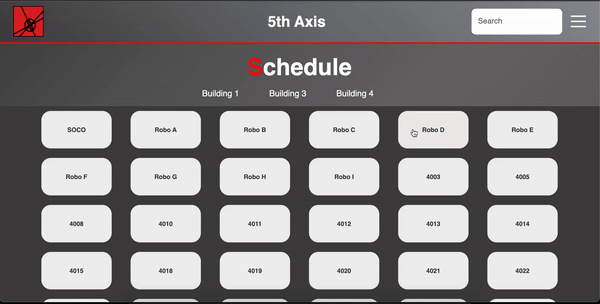 5th Axis
Search
Schedule
Building 1 Building 3 Building 4
SOCO Robo A Robo B Robo C Robo D Robo E
Robo F Robo G Robo H Robo I 4003 4005
4008 4010 4011 4012 4013 4014
4015 4018 4019 4020 4021 4022